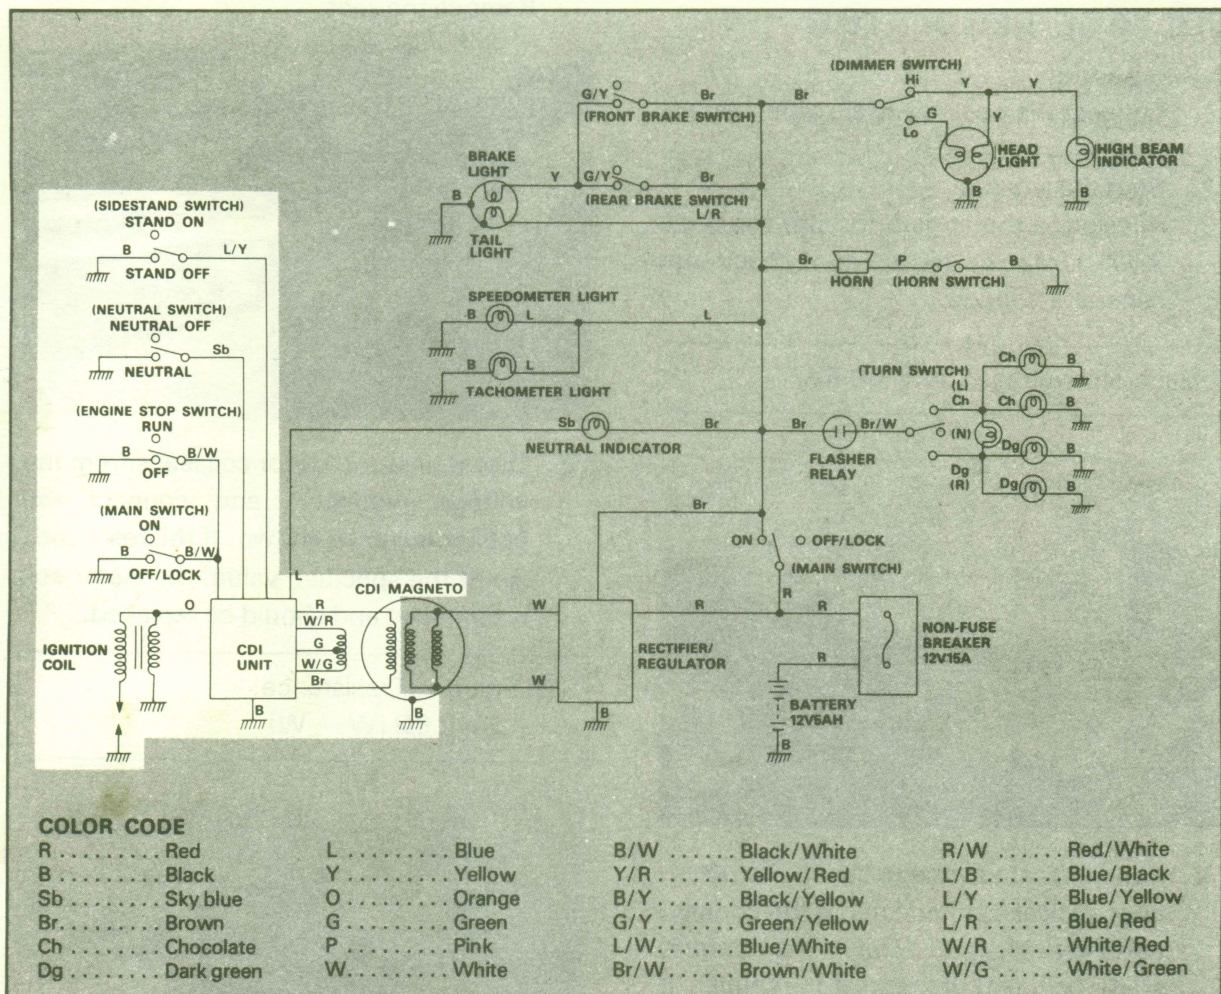 (DIMMER SWITCH)
Hi
Y
Y
G/Y
Br
Br
(FRONT BRAKE SWITCH)
G
Y
Lo
HEAD LIGHT
HIGH BEAM INDICATOR
BRAKE LIGHT
B
Y
G/Y
Br
(REAR BRAKE SWITCH)
L/R
TAIL LIGHT
B
B
(SIDESTAND SWITCH)
STAND ON
B
L/Y
STAND OFF
Br
P
B
HORN
(HORN SWITCH)
SPEEDOMETER LIGHT
B
L
L
B
L
TACHOMETER LIGHT
(NEUTRAL SWITCH)
NEUTRAL OFF
Sb
NEUTRAL
(TURN SWITCH)
(L)
Ch
Ch
B
Ch
B
(N)
Dg
B
Dg
(R)
Dg
B
(ENGINE STOP SWITCH)
RUN
B
B/W
OFF
Sb
Br
NEUTRAL INDICATOR
Br
Br/W
FLASHER RELAY
(MAIN SWITCH)
ON
B
B/W
OFF/LOCK
L
Br
ON
OFF/LOCK
(MAIN SWITCH)
R
CDI MAGNETO
O
R
W/R
G
W/G
Br
IGNITION COIL
CDI UNIT
B
B
W
W
RECTIFIER/
REGULATOR
B
R
R
R
NON-FUSE
BREAKER
12V15A
BATTERY
12V5AH
B
COLOR CODE
R ......... Red
L ......... Blue
B/W ...... Black/White
R/W ...... Red/White
B ......... Black
Y ......... Yellow
Y/R ...... Yellow/Red
L/B ...... Blue/Black
Sb ........ Sky blue
O ......... Orange
B/Y ...... Black/Yellow
L/Y ...... Blue/Yellow
Br ......... Brown
G ......... Green
G/Y ...... Green/Yellow
L/R ...... Blue/Red
Ch ........ Chocolate
P ......... Pink
L/W ...... Blue/White
W/R ...... White/Red
Dg ........ Dark green
W ......... White
Br/W ..... Brown/White
W/G ...... White/Green